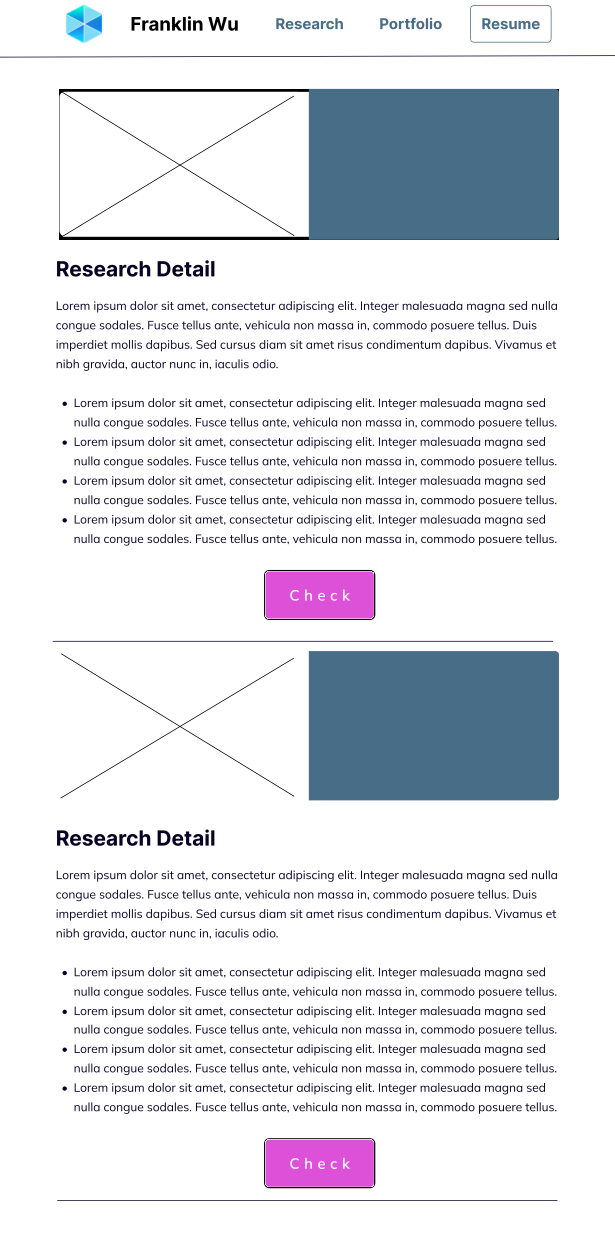 Franklin Wu Research Portfolio Resume
Research Detail
Lorem ipsum dolor sit amet, consectetur adipiscing elit. Integer malesuada magna sed nulla
congue sodales. Fusce tellus ante, vehicula non massa in, commodo posuere tellus. Duis
imperdiet mollis dapibus. Sed cursus diam sit amet risus condimentum dapibus. Vivamus et
nibh gravida, auctor nunc in, iaculis odio.
• Lorem ipsum dolor sit amet, consectetur adipiscing elit. Integer malesuada magna sed
nulla congue sodales. Fusce tellus ante, vehicula non massa in, commodo posuere tellus.
• Lorem ipsum dolor sit amet, consectetur adipiscing elit. Integer malesuada magna sed
nulla congue sodales. Fusce tellus ante, vehicula non massa in, commodo posuere tellus.
• Lorem ipsum dolor sit amet, consectetur adipiscing elit. Integer malesuada magna sed
nulla congue sodales. Fusce tellus ante, vehicula non massa in, commodo posuere tellus.
• Lorem ipsum dolor sit amet, consectetur adipiscing elit. Integer malesuada magna sed
nulla congue sodales. Fusce tellus ante, vehicula non massa in, commodo posuere tellus.
Check
Research Detail
Lorem ipsum dolor sit amet, consectetur adipiscing elit. Integer malesuada magna sed nulla
congue sodales. Fusce tellus ante, vehicula non massa in, commodo posuere tellus. Duis
imperdiet mollis dapibus. Sed cursus diam sit amet risus condimentum dapibus. Vivamus et
nibh gravida, auctor nunc in, iaculis odio.
• Lorem ipsum dolor sit amet, consectetur adipiscing elit. Integer malesuada magna sed
nulla congue sodales. Fusce tellus ante, vehicula non massa in, commodo posuere tellus.
• Lorem ipsum dolor sit amet, consectetur adipiscing elit. Integer malesuada magna sed
nulla congue sodales. Fusce tellus ante, vehicula non massa in, commodo posuere tellus.
• Lorem ipsum dolor sit amet, consectetur adipiscing elit. Integer malesuada magna sed
nulla congue sodales. Fusce tellus ante, vehicula non massa in, commodo posuere tellus.
• Lorem ipsum dolor sit amet, consectetur adipiscing elit. Integer malesuada magna sed
nulla congue sodales. Fusce tellus ante, vehicula non massa in, commodo posuere tellus.
Check